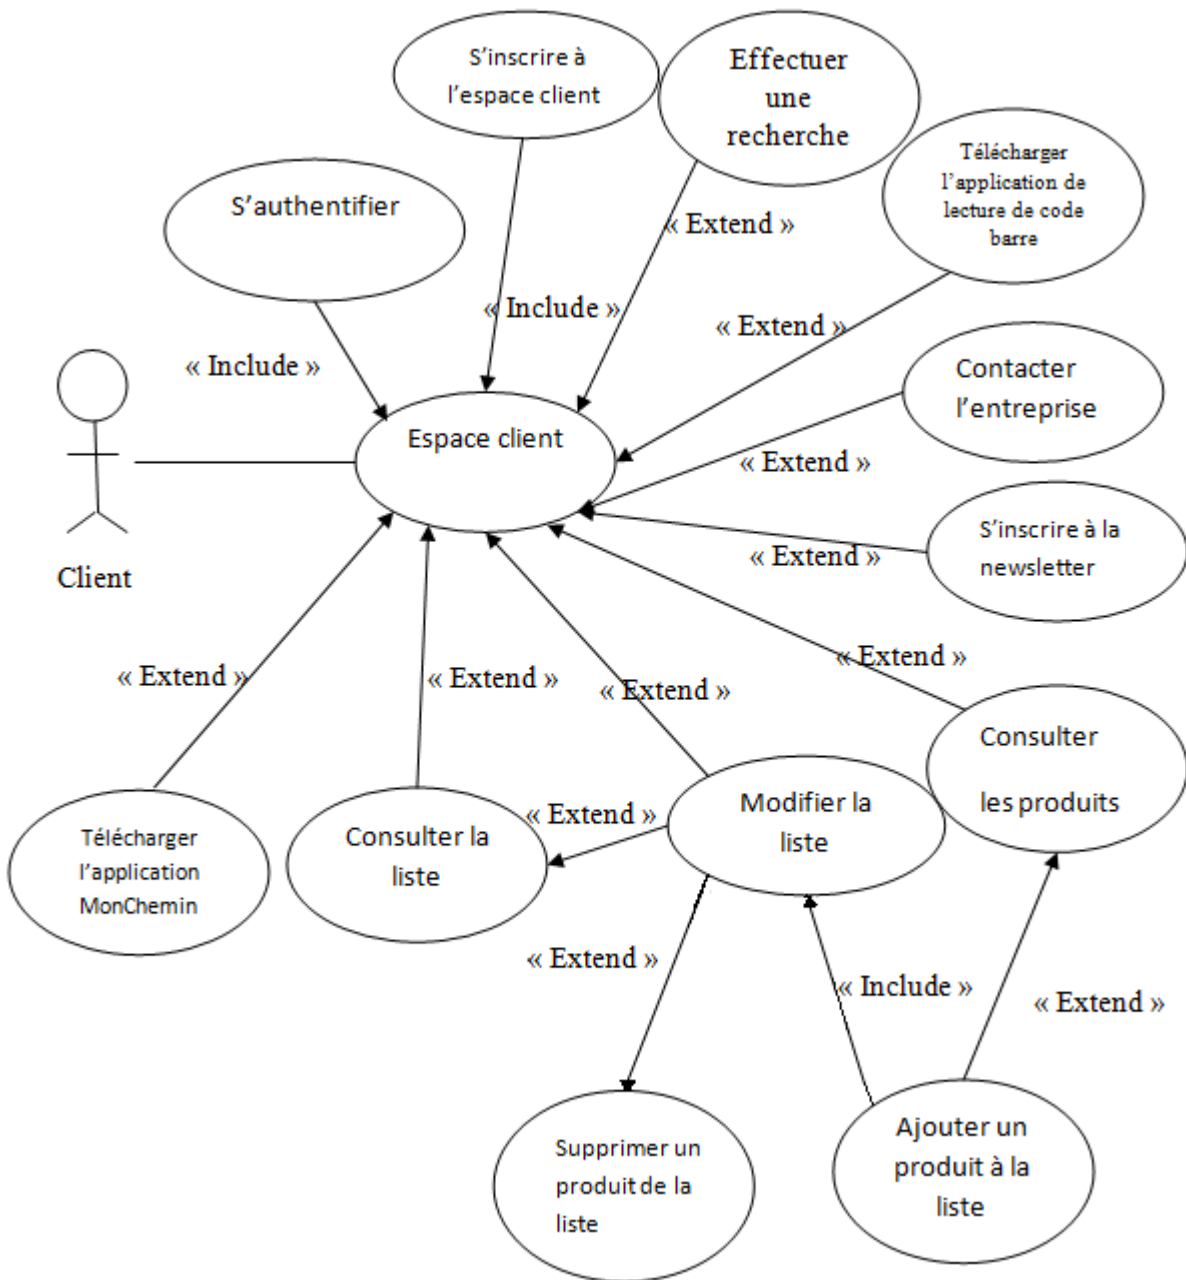 S'inscrire à
l'espace client
Effectuer
une
recherche
Télécharger
l'application de
lecture de code
barre
S'authentifier
« Extend »
« Include »
« Extend »
« Include »
Contacter
l'entreprise
Espace client
« Extend »
S'inscrire à la
newsletter
« Extend »
Client
« Extend »
« Extend »
« Extend »
« Extend »
Consulter
les produits
Modifier la
liste
« Extend »
Télécharger
l'application
MonChemin
Consulter la
liste
« Extend »
« Include »
« Extend »
Supprimer un
produit de la
liste
Ajouter un
produit à la
liste